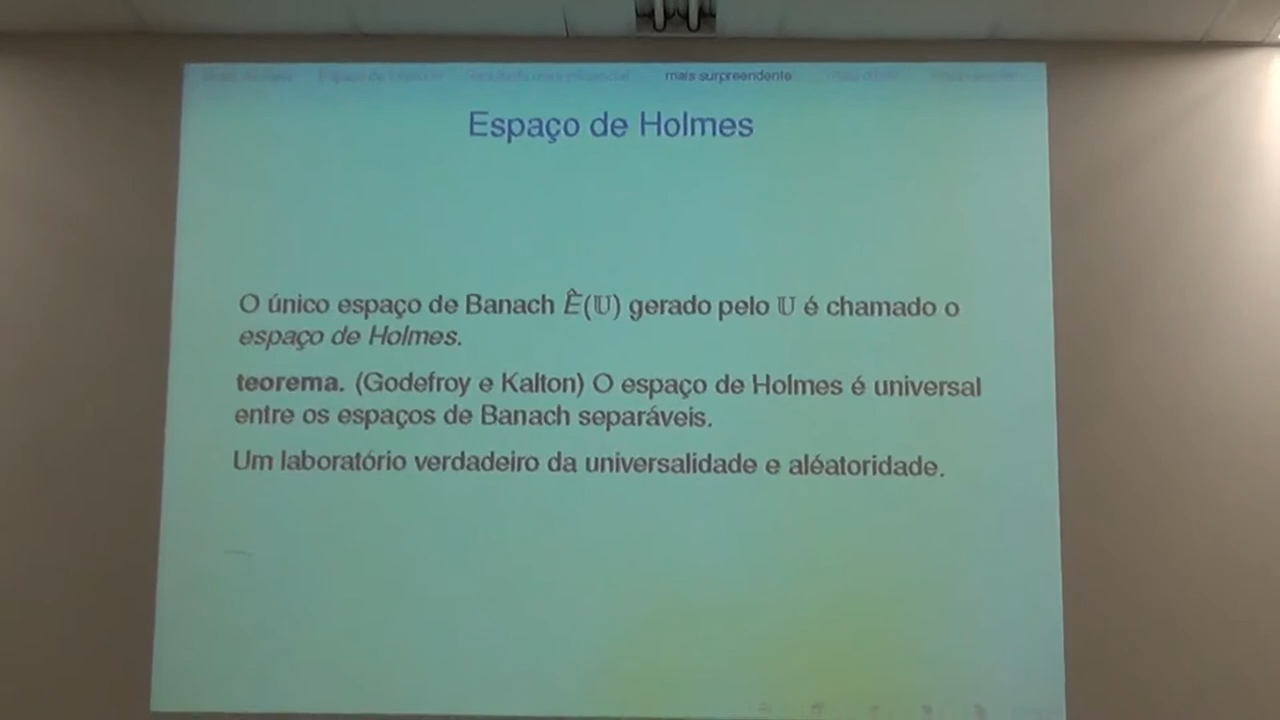 mais surpreendente
Espaço de Holmes
O único espaço de Banach Ê(𝕌) gerado pelo 𝕌 é chamado o
espaço de Holmes.
teorema. (Godefroy e Kalton) O espaço de Holmes é universal
entre os espaços de Banach separáveis.
Um laboratório verdadeiro da universalidade e aléatoridade.